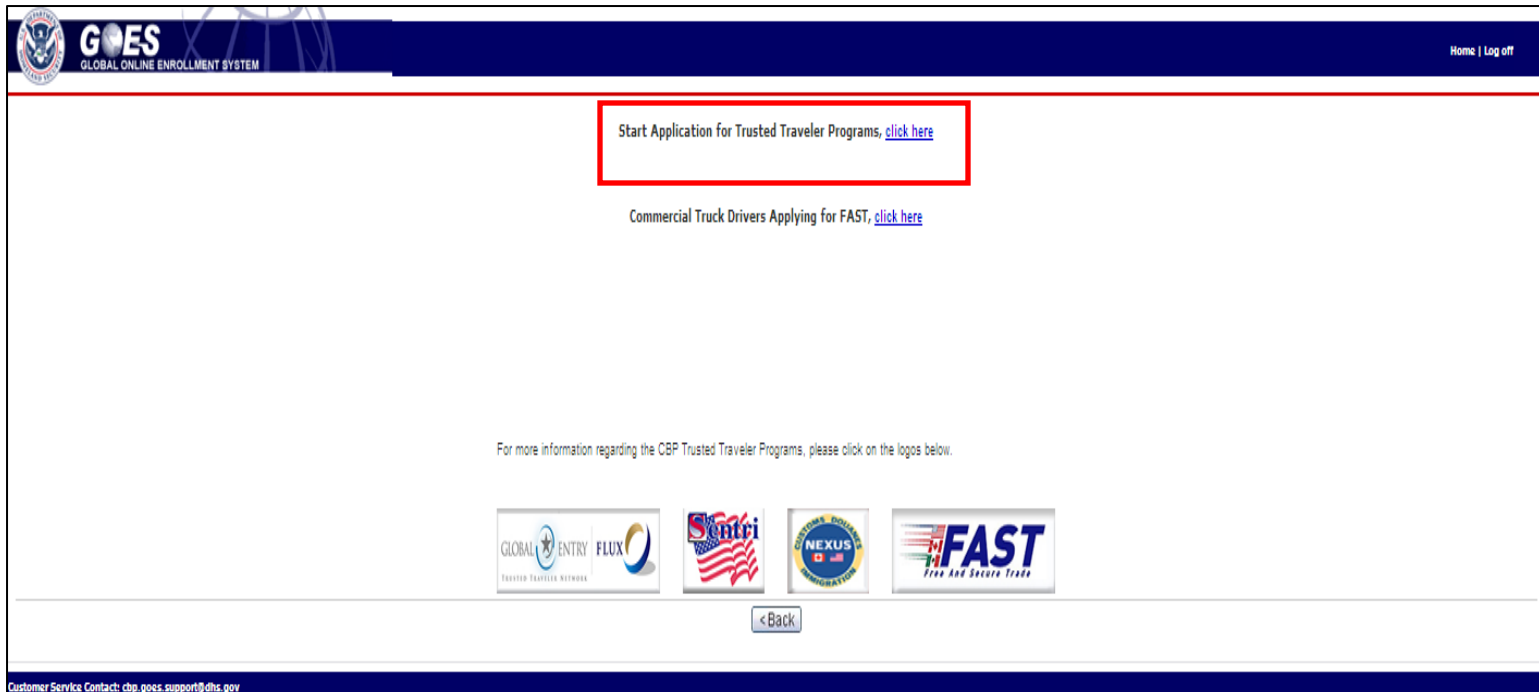 GOES
GLOBAL ONLINE ENROLLMENT SYSTEM
Home | Log off
Start Application for Trusted Traveler Programs, click here
Commercial Truck Drivers Applying for FAST, click here
For more information regarding the CBP Trusted Traveler Programs, please click on the logos below.
GLOBAL ENTRY FLUX
TRUSTED TRAVELER NETWORK
Sentri
CUSTOMS DOUANCE
NEXUS
IMMIGRATION
FAST
Free And Secure Trade
< Back
Customer Service Contact: cbp.goes.support@dhs.gov